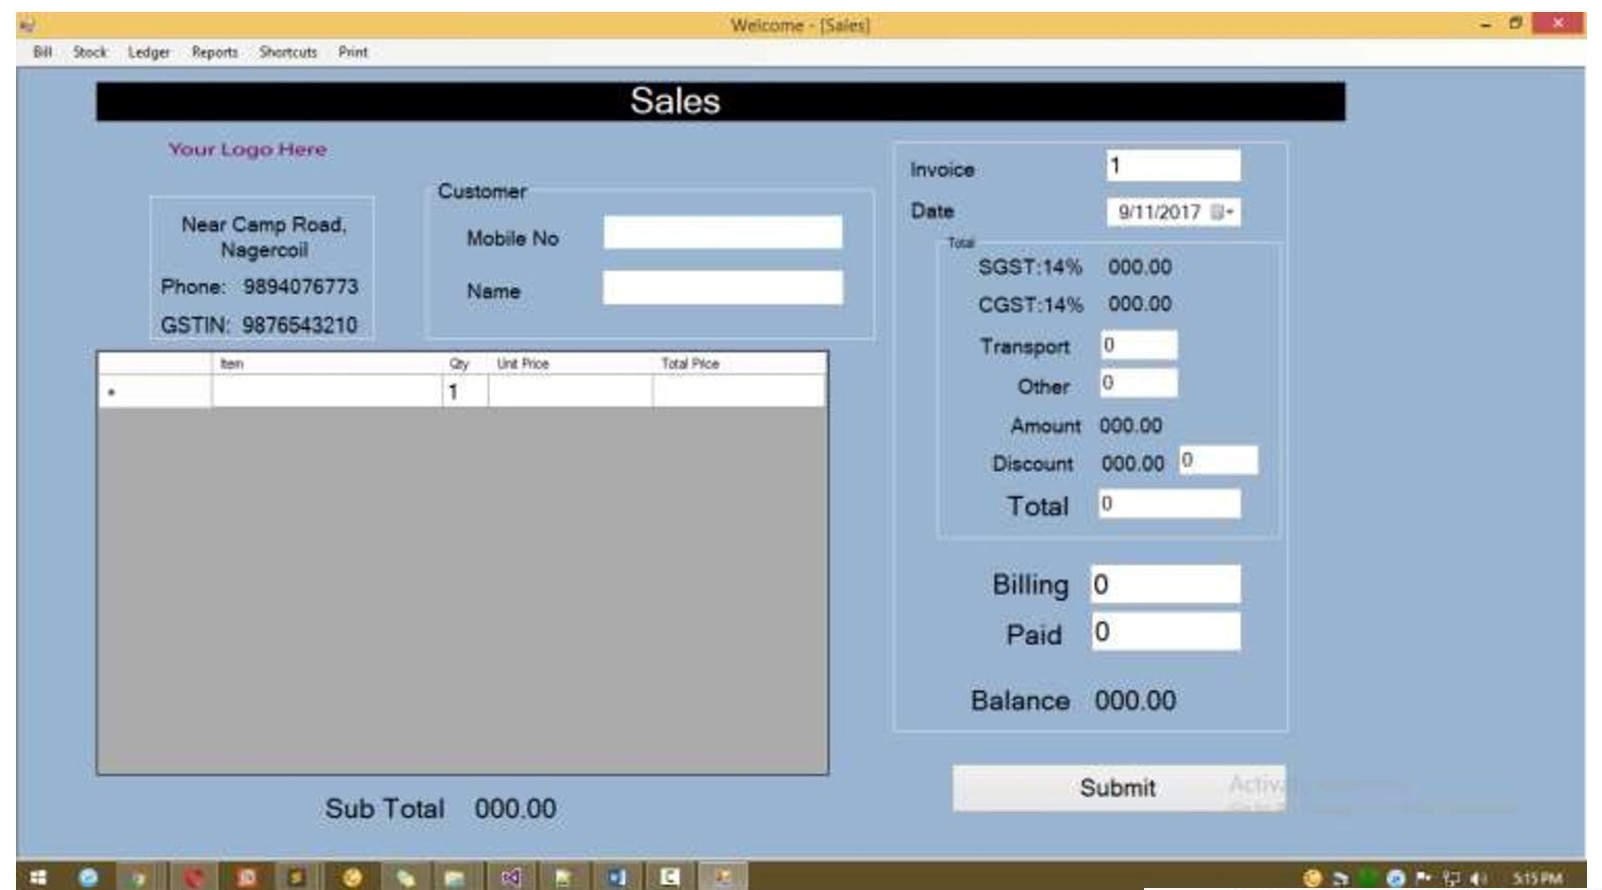 Welcome - [Sales]
Bill Stock Ledger Reports Shortcuts Print
Sales
Your Logo Here
Near Camp Road,
Nagercoil
Phone: 9894076773
GSTIN: 9876543210
Customer
Mobile No
Name
Invoice 1
Date 9/11/2017
Total
SGST:14% 000.00
CGST:14% 000.00
Transport 0
Other 0
Amount 000.00
Discount 000.00 0
Total 0
Billing 0
Paid 0
Balance 000.00
Item Qty Unit Price Total Price
1
Sub Total 000.00
Submit
5:15 PM